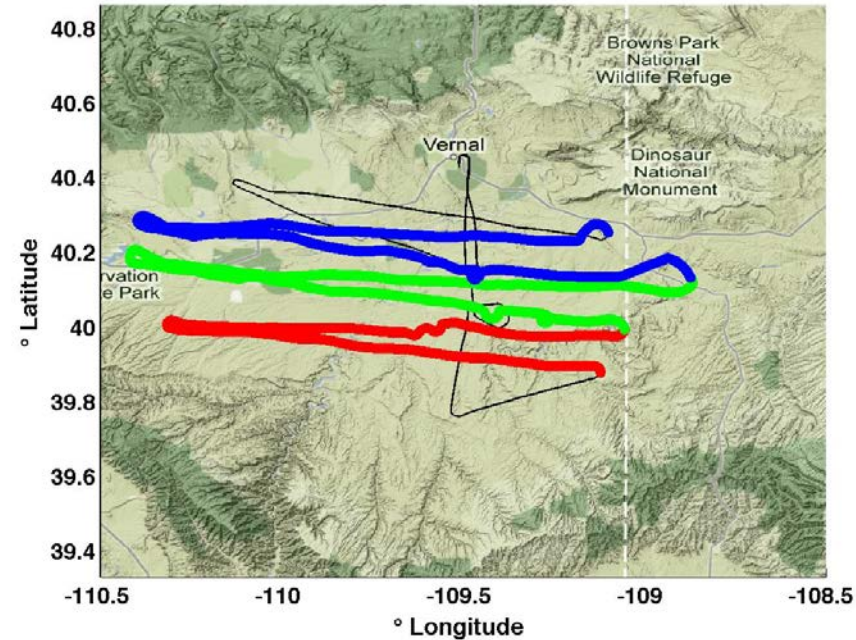 40.8
40.6
40.4
40.2
40
39.8
39.6
39.4
° Latitude
Browns Park
National
Wildlife Refuge
Vernal
Dinosaur
National
Monument
rvation
e Park
-110.5
-110
-109.5
-109
-108.5
° Longitude